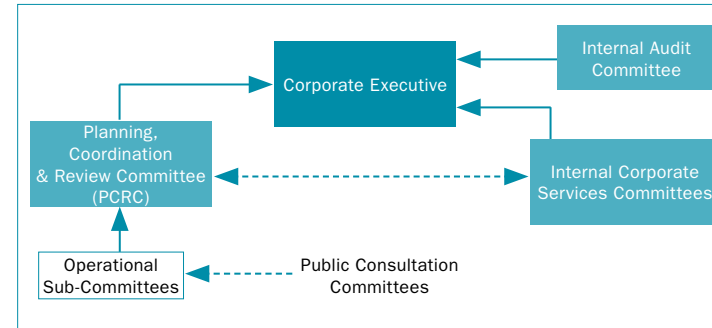 Internal Audit
Committee
Corporate Executive
Planning,
Coordination
& Review Committee
(PCRC)
Internal Corporate
Services Committees
Operational
Sub-Committees
Public Consultation
Committees